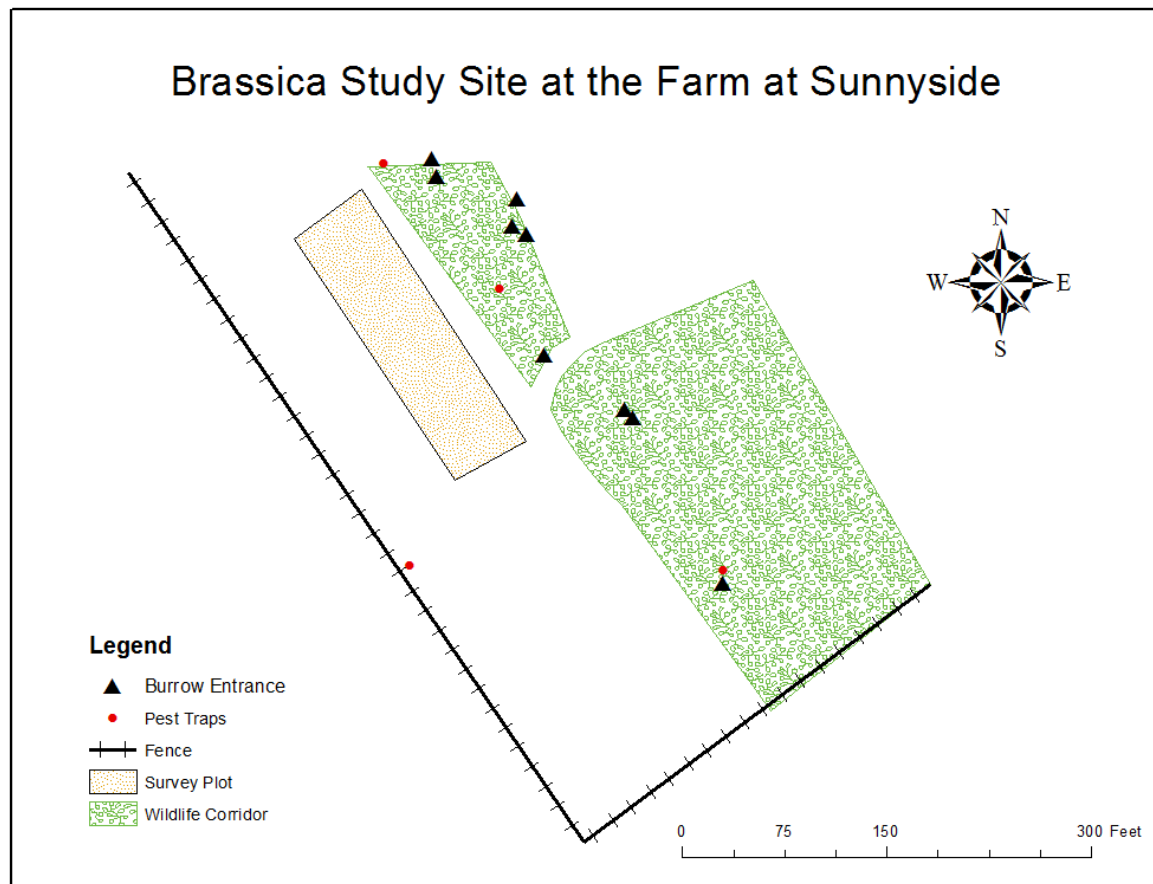 Brassica Study Site at the Farm at Sunnyside
N
W E
S
Legend
Burrow Entrance
Pest Traps
Fence
Survey Plot
Wildlife Corridor
0 75 150 300 Feet